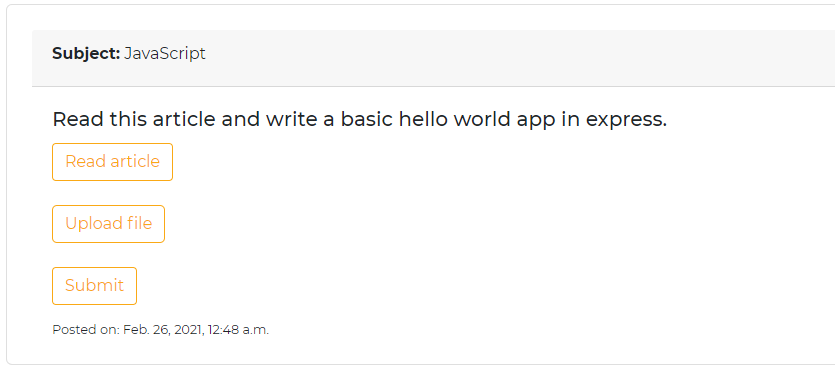 Subject: JavaScript
Read this article and write a basic hello world app in express.
Read article
Upload file
Submit
Posted on: Feb. 26, 2021, 12:48 a.m.